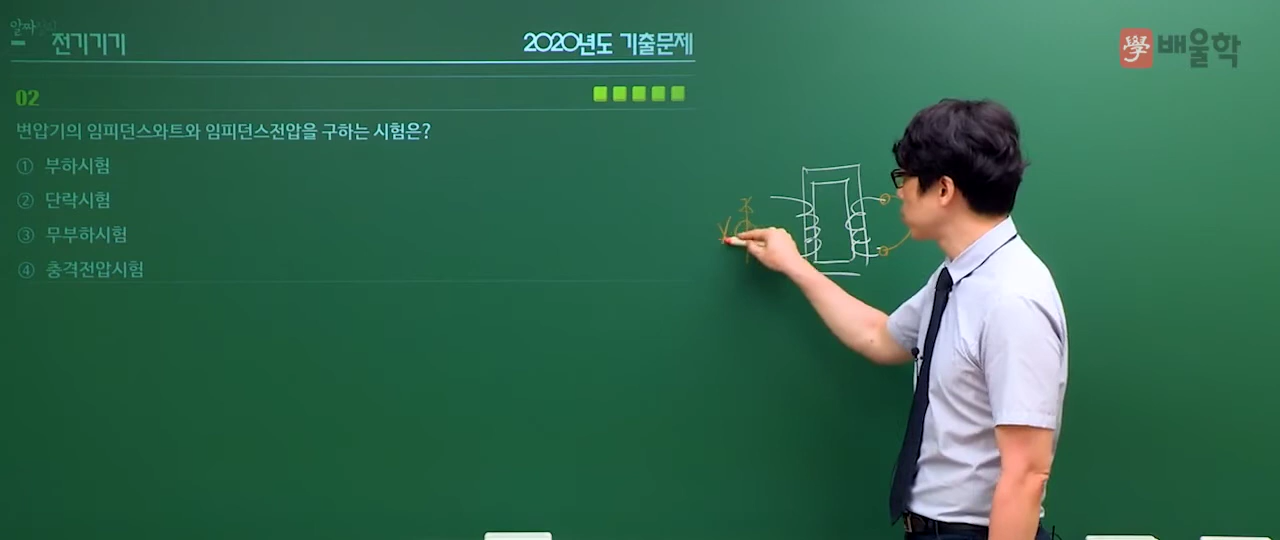 알짜
전기기기
2020년도 기출문제
學 배울학
02
변압기의 임피던스와트와 임피던스전압을 구하는 시험은?
① 부하시험
② 단락시험
③ 무부하시험
④ 충격전압시험
V